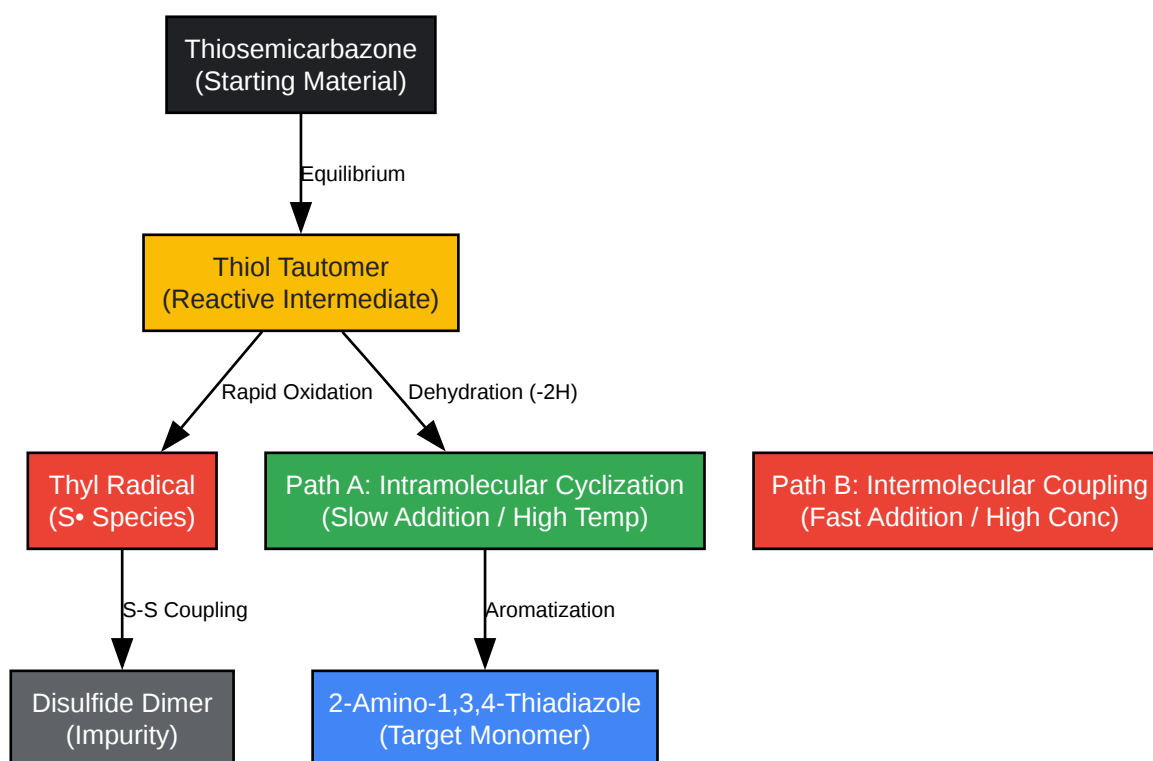 Thiosemicarbazone
(Starting Material)
Equilibrium
Thiol Tautomer
(Reactive Intermediate)
Rapid Oxidation
Dehydration (-2H)
Thyl Radical
(S• Species)
Path A: Intramolecular Cyclization
(Slow Addition / High Temp)
Path B: Intermolecular Coupling
(Fast Addition / High Conc)
S-S Coupling
Aromatization
Disulfide Dimer
(Impurity)
2-Amino-1,3,4-Thiadiazole
(Target Monomer)